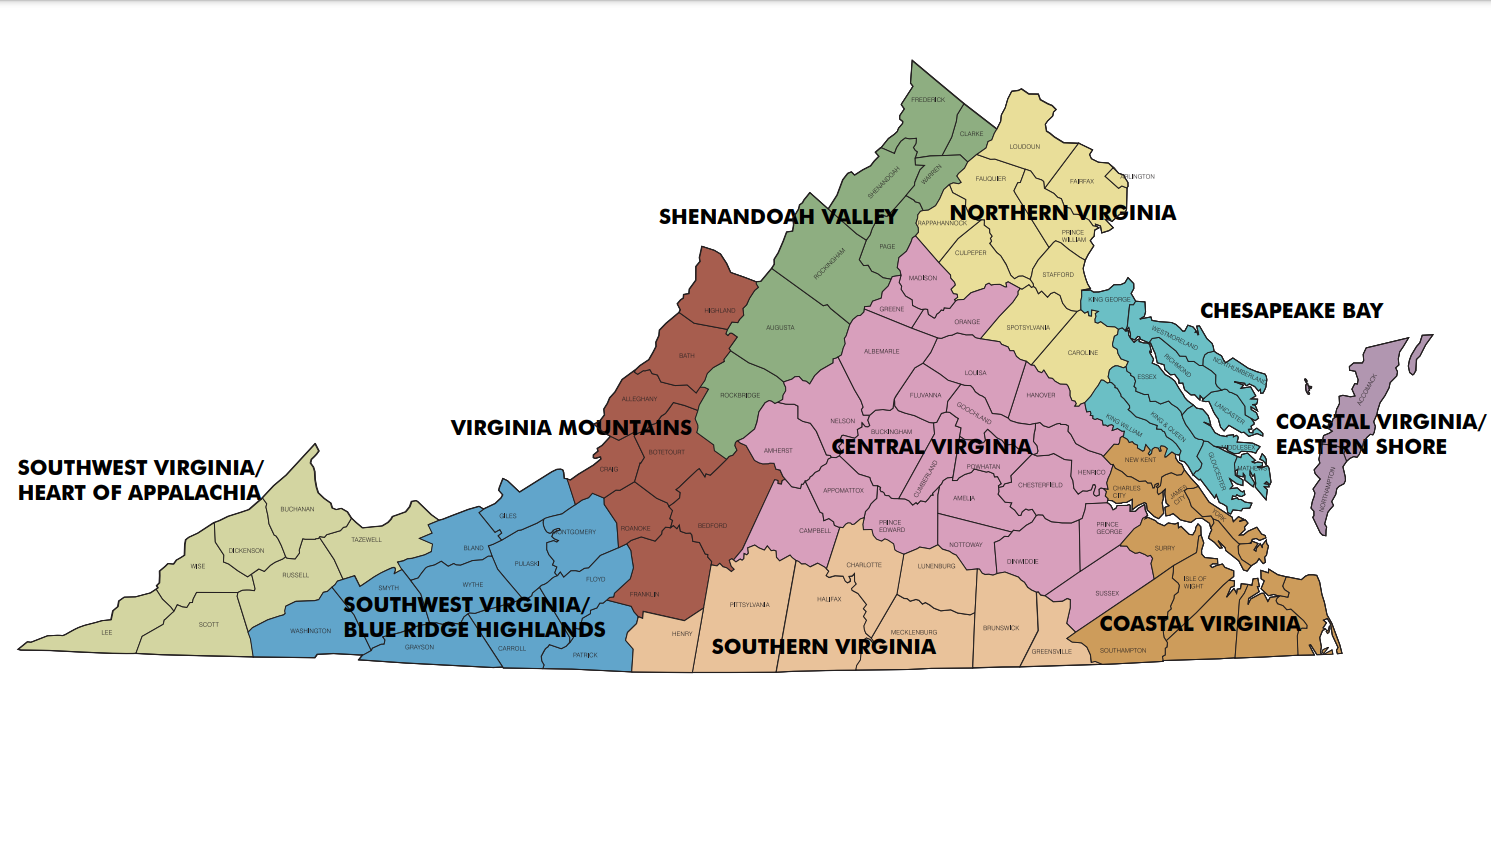 FREDERICK
CLARKE
LOUDOUN
SHENANDOAH
WARREN
FAUQUIER
FAIRFAX
ARLINGTON
SHENANDOAH VALLEY
NORTHERN VIRGINIA
RAPPAHANNOCK
PRINCE
WILLIAM
PAGE
CULPEPER
ROCKINGHAM
STAFFORD
MADISON
KING GEORGE
HIGHLAND
GREENE
CHESAPEAKE BAY
ORANGE
AUGUSTA
SPOTSYLVANIA
WESTMORELAND
BATH
ALBEMARLE
CAROLINE
RICHMOND
NORTHUMBERLAND
LOUISA
ESSEX
ACCOMACK
ALLEGHANY
ROCKBRIDGE
FLUVANNA
HANOVER
GOOCHLAND
LANCASTER
VIRGINIA MOUNTAINS
NELSON
BUCKINGHAM
KING WILLIAM
KING & QUEEN
COASTAL VIRGINIA/
EASTERN SHORE
CENTRAL VIRGINIA
MIDDLESEX
BOTETOURT
AMHERST
SOUTHWEST VIRGINIA/
HEART OF APPALACHIA
CRAIG
POWHATAN
NEW KENT
HENRICO
GLOUCESTER
CUMBERLAND
CHESTERFIELD
CHARLES
CITY
JAMES
CITY
APPOMATTOX
AMELIA
NORTHAMPTON
BUCHANAN
GILES
YORK
ROANOKE
BEDFORD
CAMPBELL
PRINCE
EDWARD
PRINCE
GEORGE
MONTGOMERY
TAZEWELL
DICKENSON
BLAND
NOTTOWAY
SURRY
WISE
PULASKI
CHARLOTTE
LUNENBURG
DINWIDDIE
RUSSELL
FLOYD
ISLE OF
WIGHT
SMYTH
WYTHE
FRANKLIN
HALIFAX
SUSSEX
PITTSYLVANIA
SOUTHWEST VIRGINIA/
BLUE RIDGE HIGHLANDS
SCOTT
LEE
WASHINGTON
HENRY
MECKLENBURG
BRUNSWICK
COASTAL VIRGINIA
GRAYSON
CARROLL
PATRICK
SOUTHERN VIRGINIA
GREENSVILLE
SOUTHAMPTON